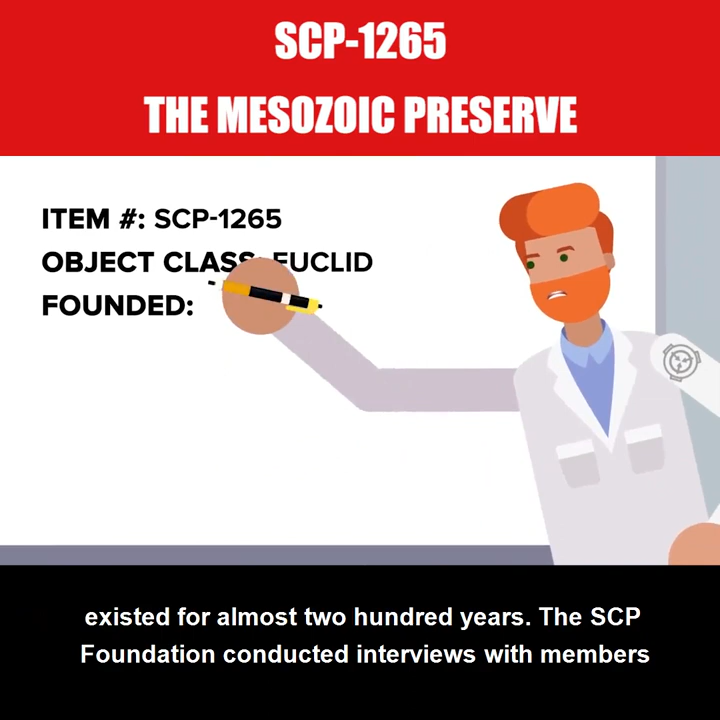 SCP-1265
THE MESOZOIC PRESERVE
ITEM #: SCP-1265
OBJECT CLASS: EUCLID
FOUNDED:
existed for almost two hundred years. The SCP
Foundation conducted interviews with members